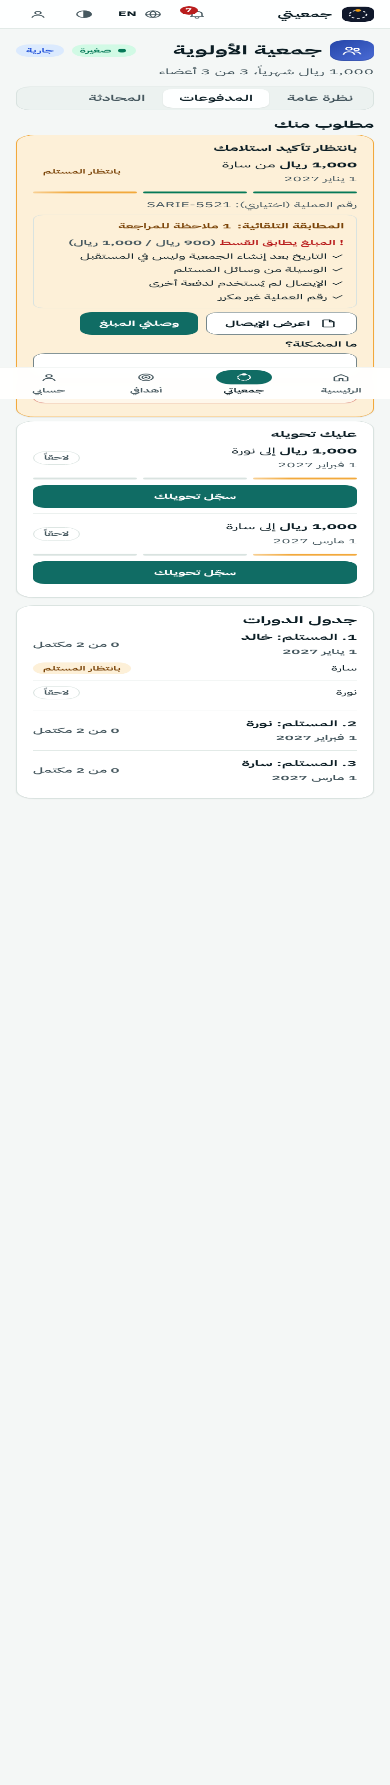 جمعيتي
7
EN
جمعية الأولوية
صغيرة
جارية
1,000 ريال شهرياً، 3 من 3 أعضاء
نظرة عامة
المدفوعات
المحادثة
مطلوب منك
بانتظار تأكيد استلامك
1,000 ريال من سارة
بانتظار المستلم
1 يناير 2027
رقم العملية (اختياري): SARIE-5521
المطابقة التلقائية: 1 ملاحظة للمراجعة
! المبلغ يطابق القسط (900 ريال / 1,000 ريال)
✓ التاريخ بعد إنشاء الجمعية وليس في المستقبل
✓ الوسيلة من وسائل المستلم
✓ الإيصال لم يُستخدم لدفعة أخرى
✓ رقم العملية غير مكرر
اعرض الإيصال
وصلني المبلغ
ما المشكلة؟
الرئيسية
جمعياتي
أهدافي
حسابي
عليك تحويله
1,000 ريال إلى نورة
لاحقاً
1 فبراير 2027
سجّل تحويلك
1,000 ريال إلى سارة
لاحقاً
1 مارس 2027
سجّل تحويلك
جدول الدورات
1. المستلم: خالد
0 من 2 مكتمل
1 يناير 2027
سارة
بانتظار المستلم
نورة
لاحقاً
2. المستلم: نورة
0 من 2 مكتمل
1 فبراير 2027
3. المستلم: سارة
0 من 2 مكتمل
1 مارس 2027